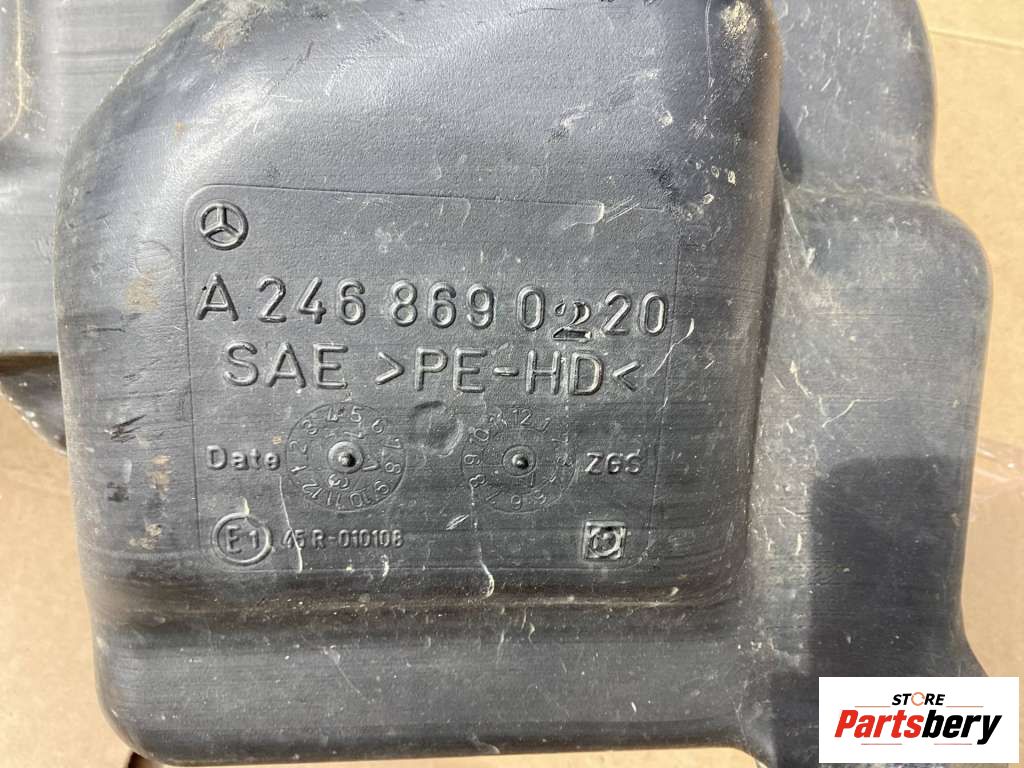 A 246 869 0220
SAE >PE-HD<
Date
ZGS
E1 45 R-010108
STORE
Partsbery